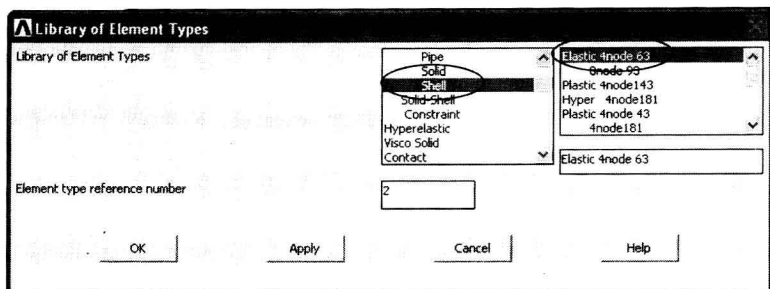 Library of Element Types
Library of Element Types
Pipe
Solid
Shell
Solid-Shell
Constraint
Hyperelastic
Visco Solid
Contact
Elastic 4node 63
8node 93
Plastic 4node143
Hyper 4node181
Plastic 4node 43
4node181
Elastic 4node 63
Element type reference number
2
OK
Apply
Cancel
Help